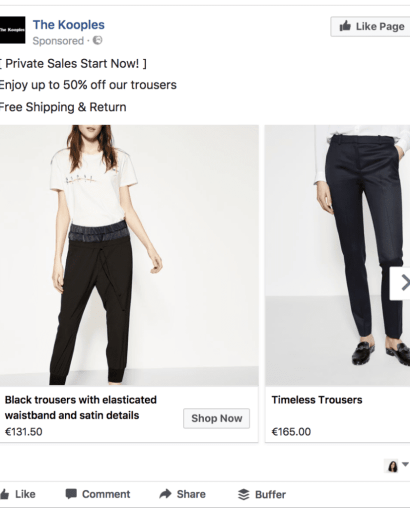 The Kooples
The Kooples
Like Page
Sponsored ·
[ Private Sales Start Now! ]
Enjoy up to 50% off our trousers
Free Shipping & Return
Black trousers with elasticated
waistband and satin details
Shop Now
€131.50
Timeless Trousers
€165.00
Like
Comment
Share
Buffer